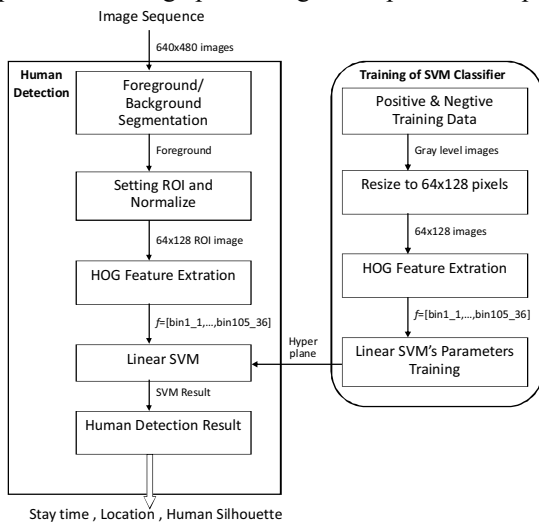 Image Sequence
640x480 images
Human
Detection
Foreground/
Background
Segmentation
Foreground
Setting ROI and
Normalize
64x128 ROI image
HOG Feature Extration
f=[bin1_1,...,bin105_36]
Linear SVM
SVM Result
Human Detection Result
Stay time , Location , Human Silhouette
Training of SVM Classifier
Positive & Negtive
Training Data
Gray level images
Resize to 64x128 pixels
64x128 images
HOG Feature Extration
f=[bin1_1,...,bin105_36]
Linear SVM's Parameters
Training
Hyper
plane